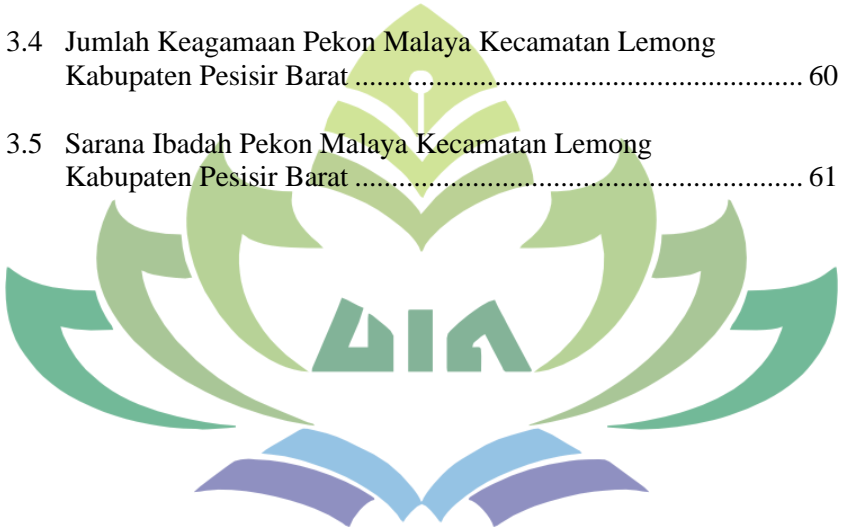 3.4 Jumlah Keagamaan Pekon Malaya Kecamatan Lemong
Kabupaten Pesisir Barat.................................................................. 60
3.5 Sarana Ibadah Pekon Malaya Kecamatan Lemong
Kabupaten Pesisir Barat .................................................................. 61
UIN